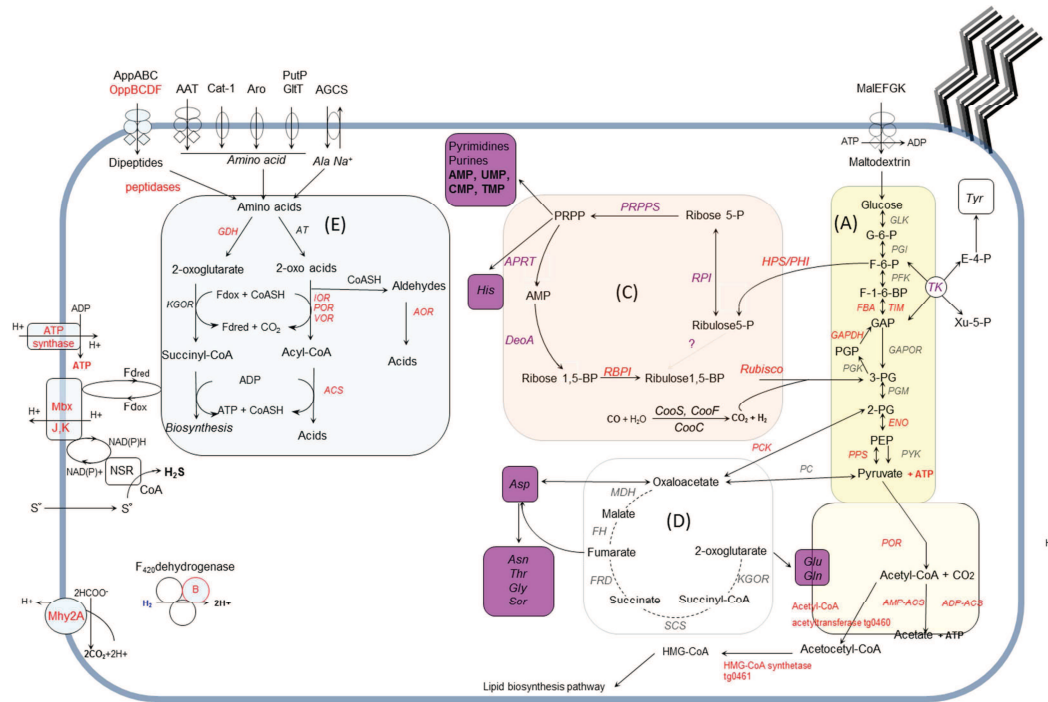 AppABC
OppBCDF
AAT
Cat-1
Aro
PutP
GltT
AGCS
MalEFGK
ATP
ADP
Dipeptides
Amino acid
Ala Na+
Maltodextrin
peptidases
Pyrimidines
Purines
AMP, UMP,
CMP, TMP
Amino acids
(E)
GDH
AT
2-oxoglutarate
2-oxo acids
CoASH
Aldehydes
KGOR
Fdox + CoASH
IOR
POR
VOR
Fdred + CO2
AOR
Succinyl-CoA
Acyl-CoA
Acids
ADP
ACS
ATP + CoASH
Biosynthesis
Acids
PRPP
PRPPS
Ribose 5-P
APRT
His
AMP
RPI
HPS/PHI
(C)
DeoA
Ribulose5-P
?
Ribose 1,5-BP
RBPI
Ribulose1,5-BP
Rubisco
CO + H2O
CooS, CooF
CooC
CO2 + H2
(A)
Glucose
GLK
G-6-P
PGI
F-6-P
PFK
F-1-6-BP
FBA
TIM
GAP
GAPDH
PGP
GAPOR
PGK
3-PG
PGM
2-PG
ENO
PEP
PPS
PYK
Pyruvate
+ ATP
Tyr
E-4-P
TK
Xu-5-P
ADP
H+
ATP
synthase
H+
ATP
Fdred
Fdox
H+
Mbx
H+
J,K
NAD(P)H
NAD(P)+
NSR
H2S
CoA
S"
S"
F420dehydrogenase
B
H2
2H+
H+
2HCOO-
Mhy2A
2CO2+2H+
PCK
PC
Asp
Oxaloacetate
MDH
Malate
(D)
FH
Fumarate
2-oxoglutarate
FRD
KGOR
Succinate
Succinyl-CoA
SCS
Asn
Thr
Gly
Ser
Glu
Gln
POR
Acetyl-CoA + CO2
AMP-ACS
ADP-ACS
Acetyl-CoA
acetyltransferase tg0460
Acetate + ATP
Acetocetyl-CoA
HMG-CoA
HMG-CoA synthetase
tg0461
Lipid biosynthesis pathway
H